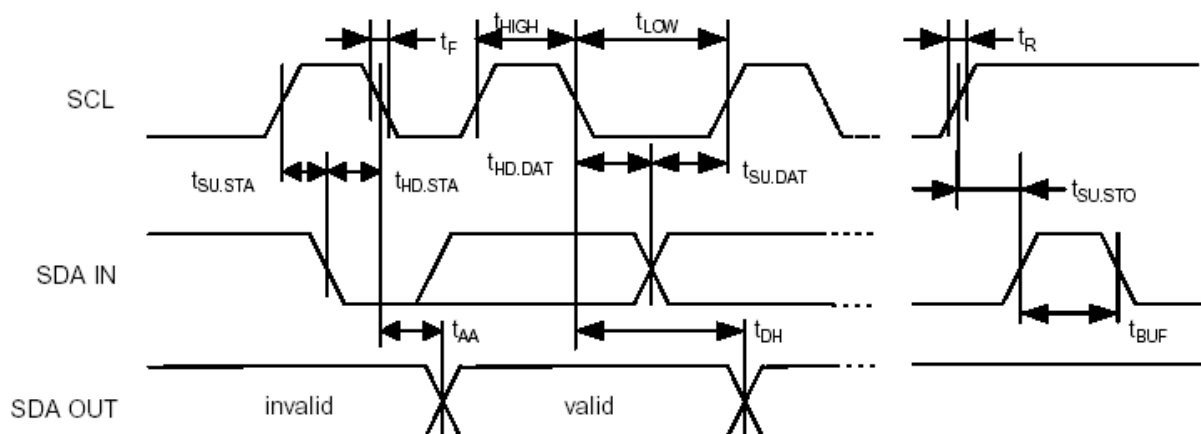 tF tHIGH tLOW tR
SCL
tSU.STA tHD.STA tHD.DAT tSU.DAT tSU.STO
SDA IN
tAA tDH tBUF
SDA OUT invalid valid